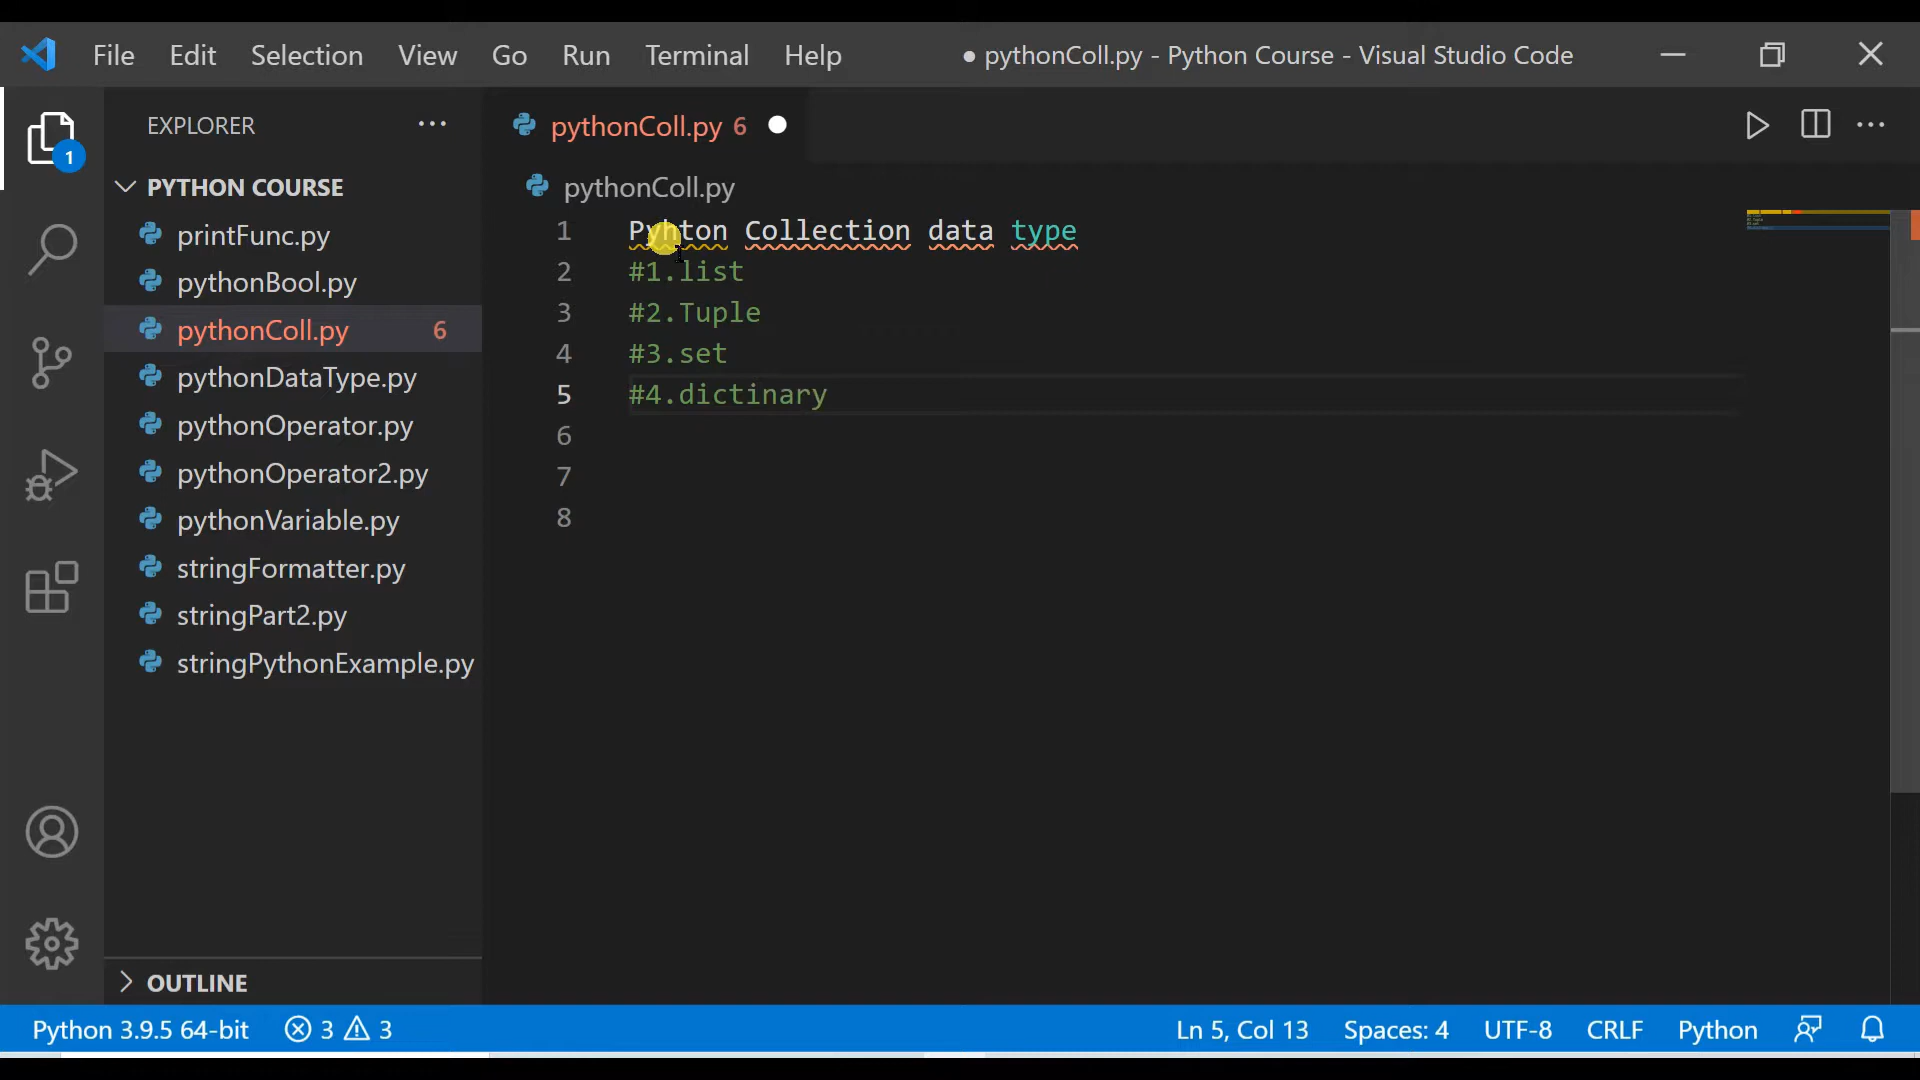 File Edit Selection View Go Run Terminal Help ● pythonColl.py - Python Course - Visual Studio Code
EXPLORER
pythonColl.py 6
1
PYTHON COURSE
pythonColl.py
printFunc.py
pythonBool.py
pythonColl.py 6
pythonDataType.py
pythonOperator.py
pythonOperator2.py
pythonVariable.py
stringFormatter.py
stringPart2.py
stringPythonExample.py
1 Pyhton Collection data type
2 #1.list
3 #2.Tuple
4 #3.set
5 #4.dictinary
6
7
8
OUTLINE
Python 3.9.5 64-bit 3 3 Ln 5, Col 13 Spaces: 4 UTF-8 CRLF Python